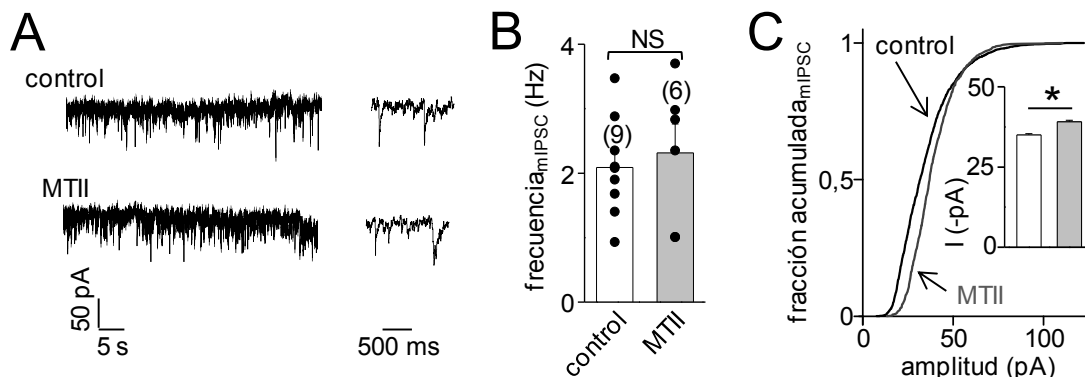 A
control
MTII
50 pA
5 s
500 ms
B
NS
frecuencia mIPSC (Hz)
4
2
0
(9)
(6)
control
MTII
C
fracción acumulada mIPSC
1
0,5
0
control
MTII
0
50
100
amplitud (pA)
I (-pA)
50
25
0
*